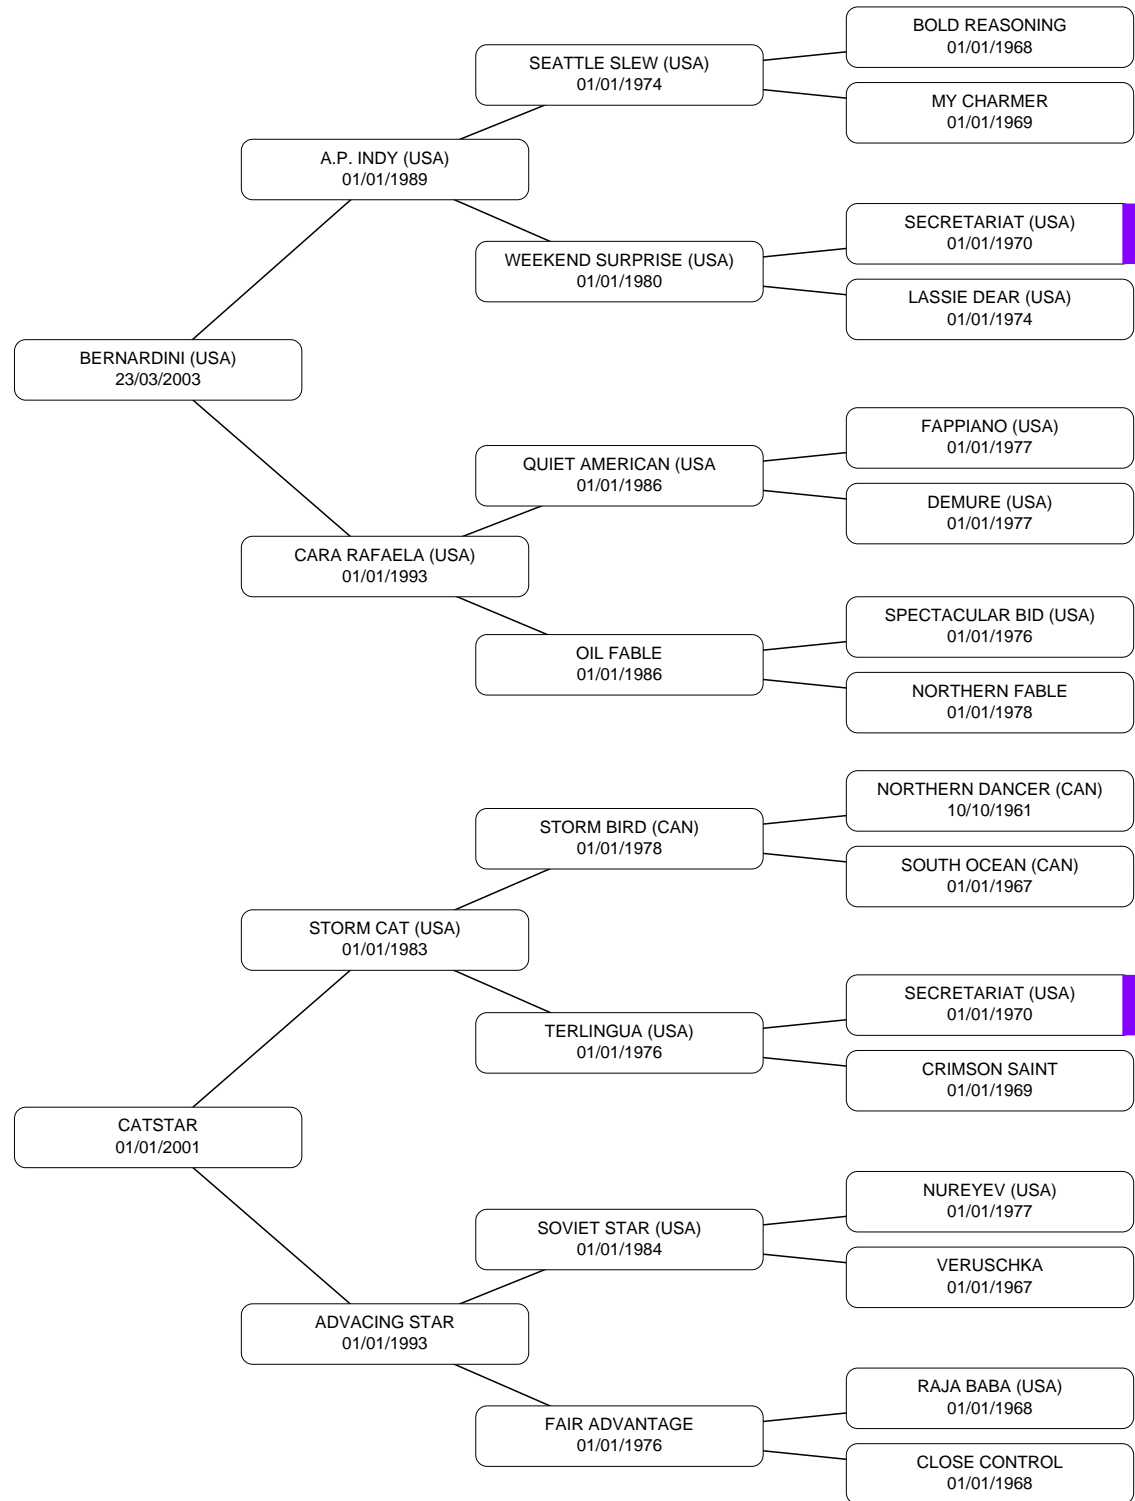 BOLD REASONING
01/01/1968
SEATTLE SLEW (USA)
01/01/1974
MY CHARMER
01/01/1969
A.P. INDY (USA)
01/01/1989
SECRETARIAT (USA)
01/01/1970
WEEKEND SURPRISE (USA)
01/01/1980
LASSIE DEAR (USA)
01/01/1974
BERNARDINI (USA)
23/03/2003
FAPPIANO (USA)
01/01/1977
QUIET AMERICAN (USA
01/01/1986
DEMURE (USA)
01/01/1977
CARA RAFAELA (USA)
01/01/1993
SPECTACULAR BID (USA)
01/01/1976
OIL FABLE
01/01/1986
NORTHERN FABLE
01/01/1978
NORTHERN DANCER (CAN)
10/10/1961
STORM BIRD (CAN)
01/01/1978
SOUTH OCEAN (CAN)
01/01/1967
STORM CAT (USA)
01/01/1983
SECRETARIAT (USA)
01/01/1970
TERLINGUA (USA)
01/01/1976
CRIMSON SAINT
01/01/1969
CATSTAR
01/01/2001
NUREYEV (USA)
01/01/1977
SOVIET STAR (USA)
01/01/1984
VERUSCHKA
01/01/1967
ADVACING STAR
01/01/1993
RAJA BABA (USA)
01/01/1968
FAIR ADVANTAGE
01/01/1976
CLOSE CONTROL
01/01/1968